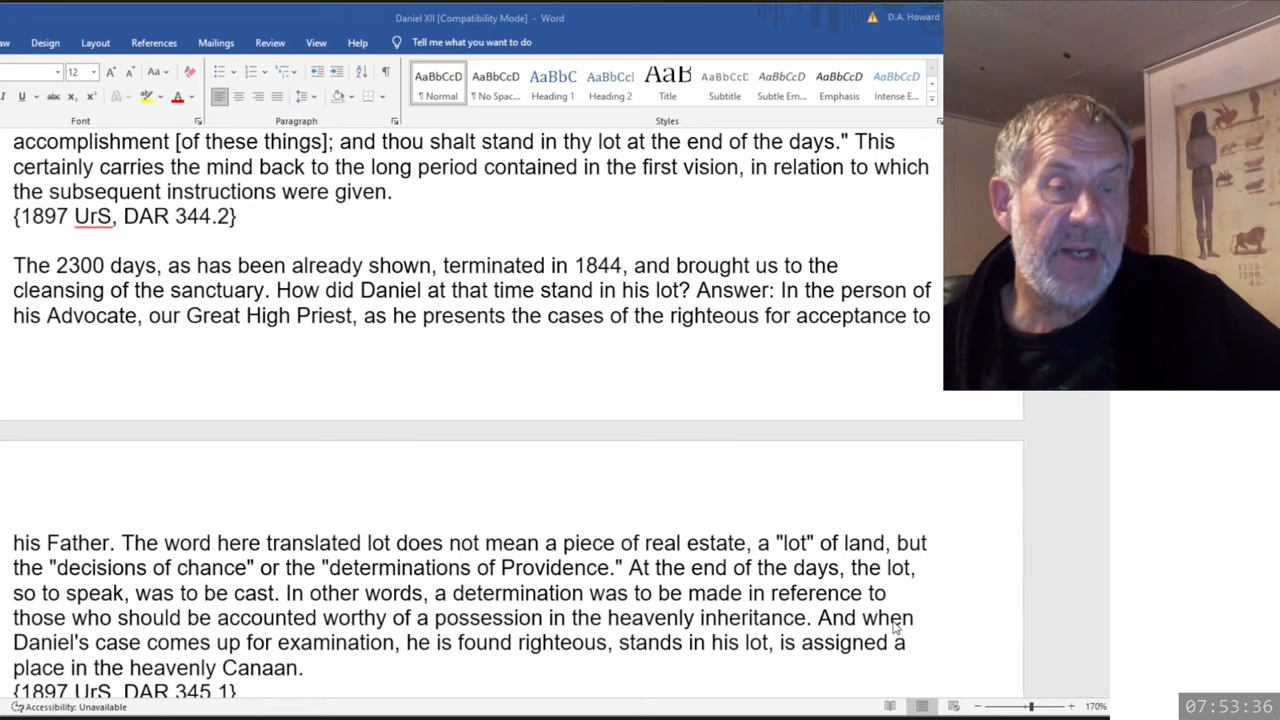 Daniel XII [Compatibility Mode] - Word
D.A. Howard
aw Design Layout References Mailings Review View Help Tell me what you want to do
12 Aa
AaBbCcD AaBbCcD AaBbC AaBbCcI AaB AaBbCcD AaBbCcD AaBbCcD AaBbCcD
U abc X₂ X² A A
¶ Normal ¶ No Spac... Heading 1 Heading 2 Title Subtitle Subtle Em... Emphasis Intense E...
Font Paragraph Styles
accomplishment [of these things]; and thou shalt stand in thy lot at the end of the days." This
certainly carries the mind back to the long period contained in the first vision, in relation to which
the subsequent instructions were given.
{1897 UrS, DAR 344.2}
The 2300 days, as has been already shown, terminated in 1844, and brought us to the
cleansing of the sanctuary. How did Daniel at that time stand in his lot? Answer: In the person of
his Advocate, our Great High Priest, as he presents the cases of the righteous for acceptance to
his Father. The word here translated lot does not mean a piece of real estate, a "lot" of land, but
the "decisions of chance" or the "determinations of Providence." At the end of the days, the lot,
so to speak, was to be cast. In other words, a determination was to be made in reference to
those who should be accounted worthy of a possession in the heavenly inheritance. And when
Daniel's case comes up for examination, he is found righteous, stands in his lot, is assigned a
place in the heavenly Canaan.
{1897 UrS, DAR 345.1}
Accessibility: Unavailable
170%
1335
1290
07:53:36